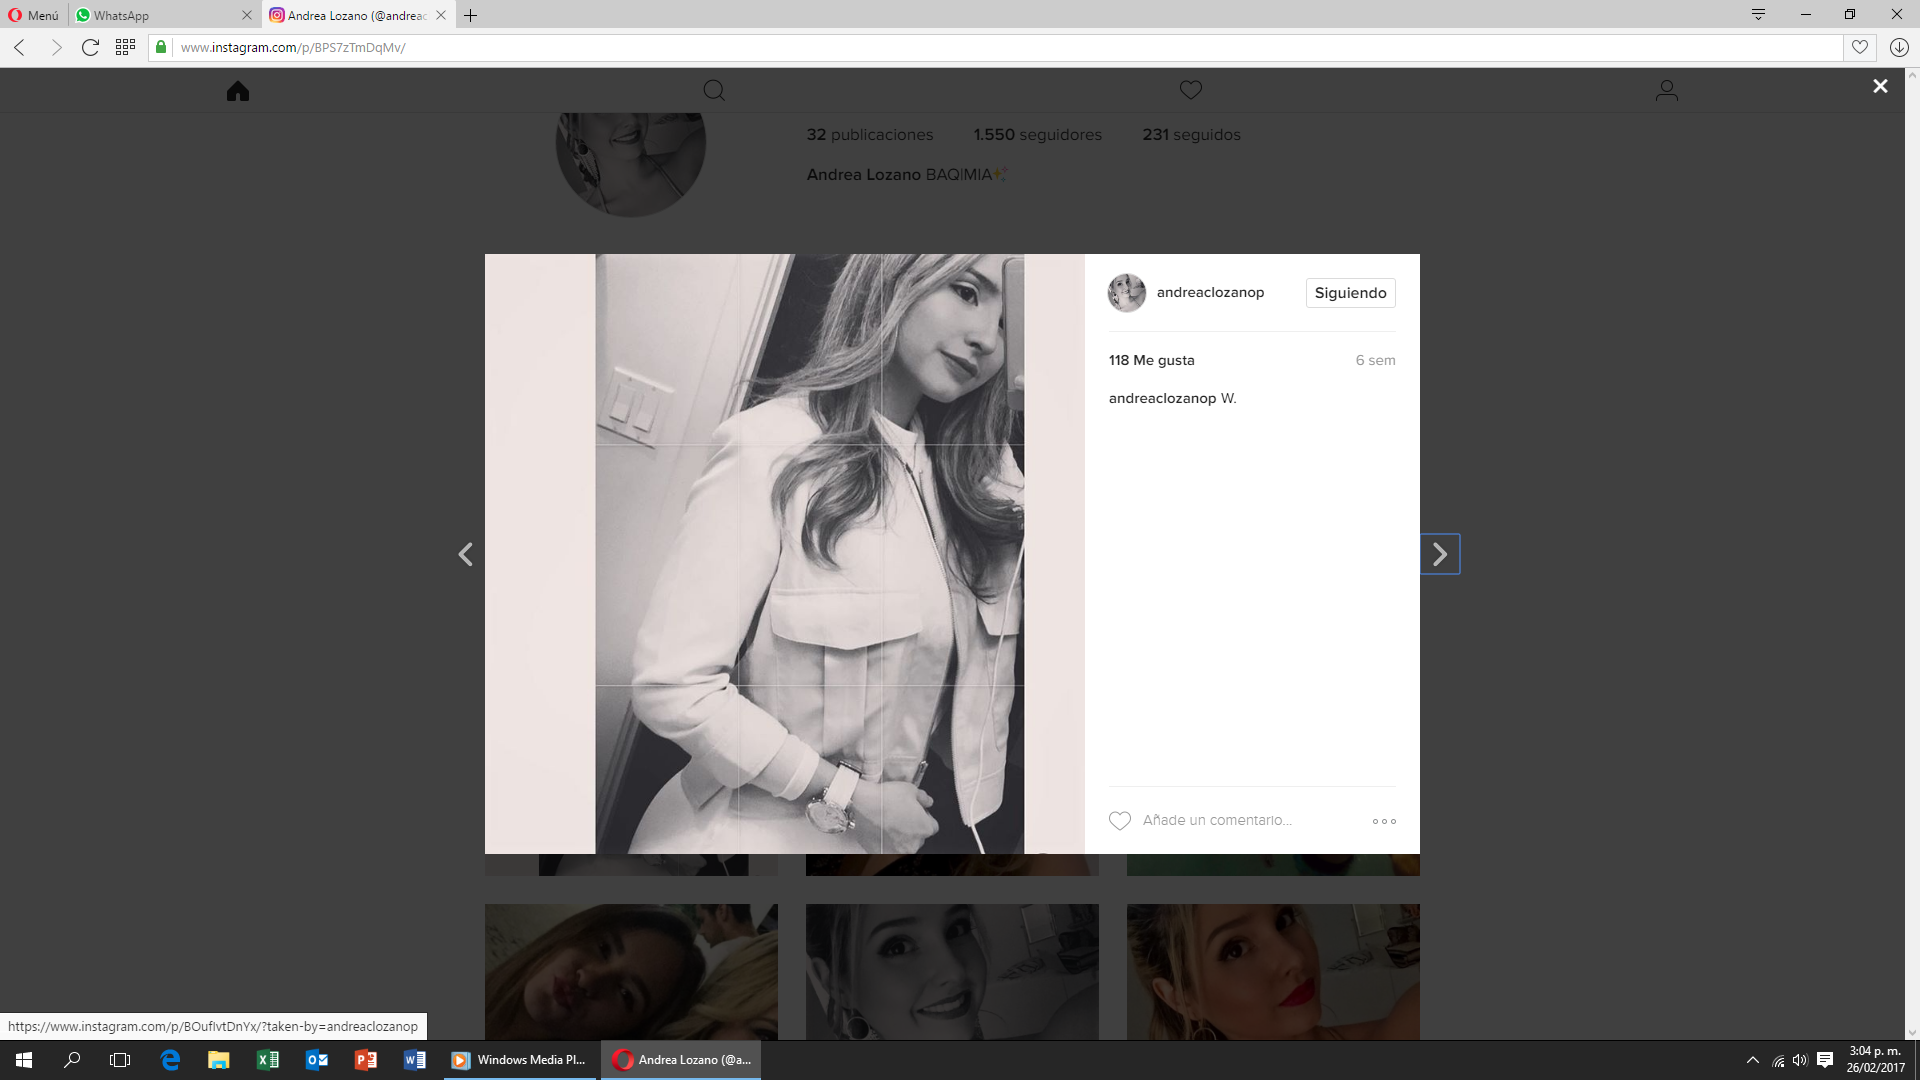 Menú
WhatsApp
Andrea Lozano (@andreac
www.instagram.com/p/BPS7zTmDqMv/
32 publicaciones 1.550 seguidores 231 seguidos
Andrea Lozano BAQ|MIA✨
andreaclozanop
Siguiendo
118 Me gusta 6 sem
andreaclozanop W.
Añade un comentario...
https://www.instagram.com/p/BOuflvtDnYx/?taken-by=andreaclozanop
Windows Media Pl...
Andrea Lozano (@a...
3:04 p. m.
26/02/2017